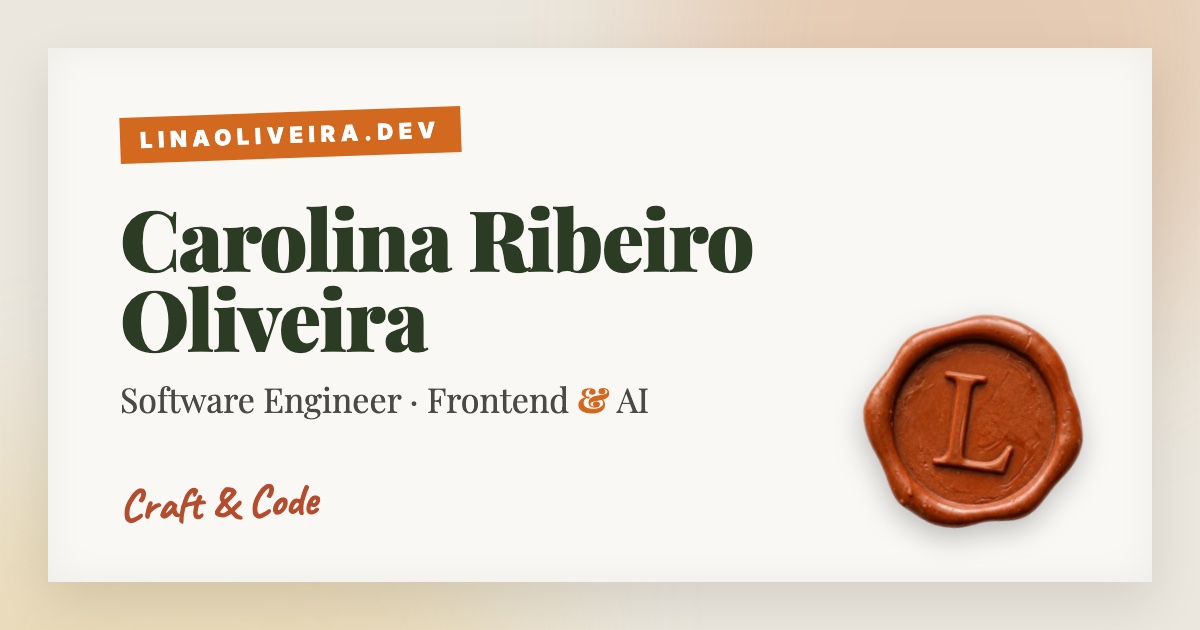 LINAOLIVEIRA.DEV
Carolina Ribeiro
Oliveira
Software Engineer · Frontend & AI
Craft & Code
L